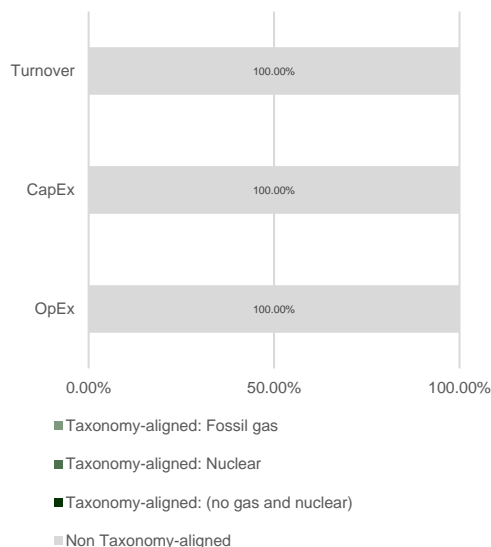 Turnover
100.00%
CapEx
100.00%
OpEx
100.00%
0.00% 50.00% 100.00%
Taxonomy-aligned: Fossil gas
Taxonomy-aligned: Nuclear
Taxonomy-aligned: (no gas and nuclear)
Non Taxonomy-aligned